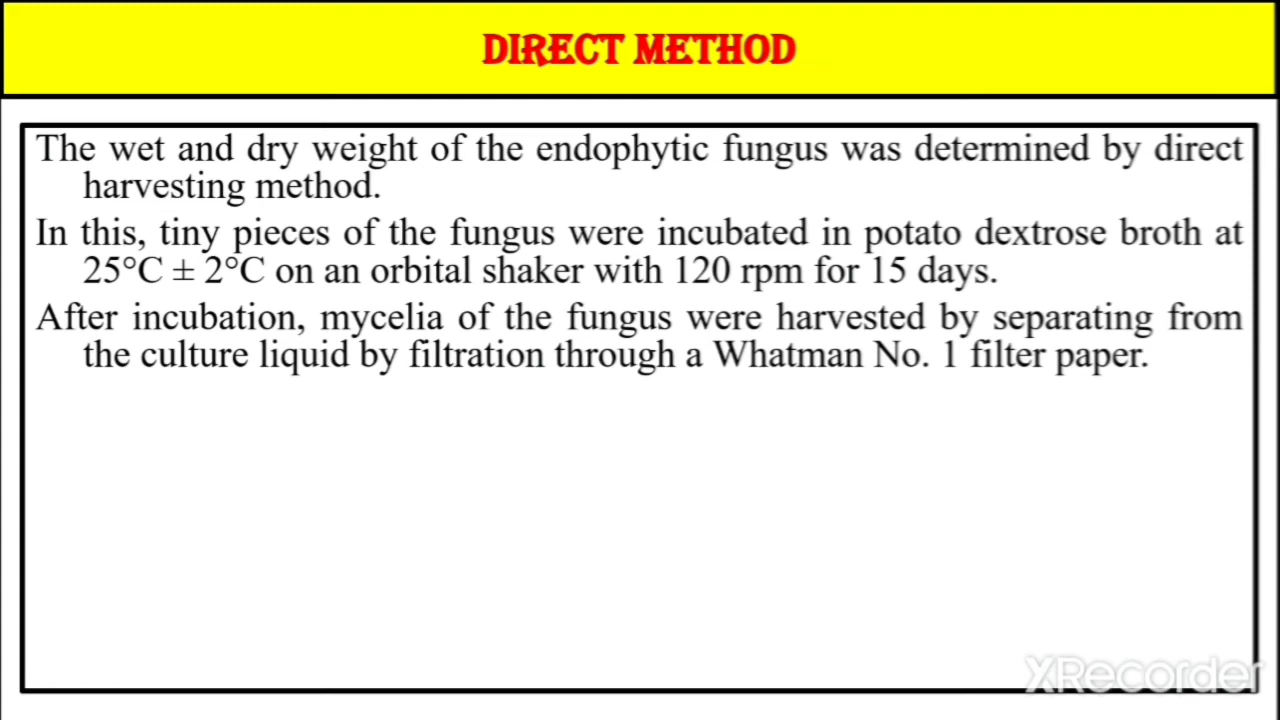 DIRECT METHOD
The wet and dry weight of the endophytic fungus was determined by direct
harvesting method.
In this, tiny pieces of the fungus were incubated in potato dextrose broth at
25°C ± 2°C on an orbital shaker with 120 rpm for 15 days.
After incubation, mycelia of the fungus were harvested by separating from
the culture liquid by filtration through a Whatman No. 1 filter paper.
XRecorder